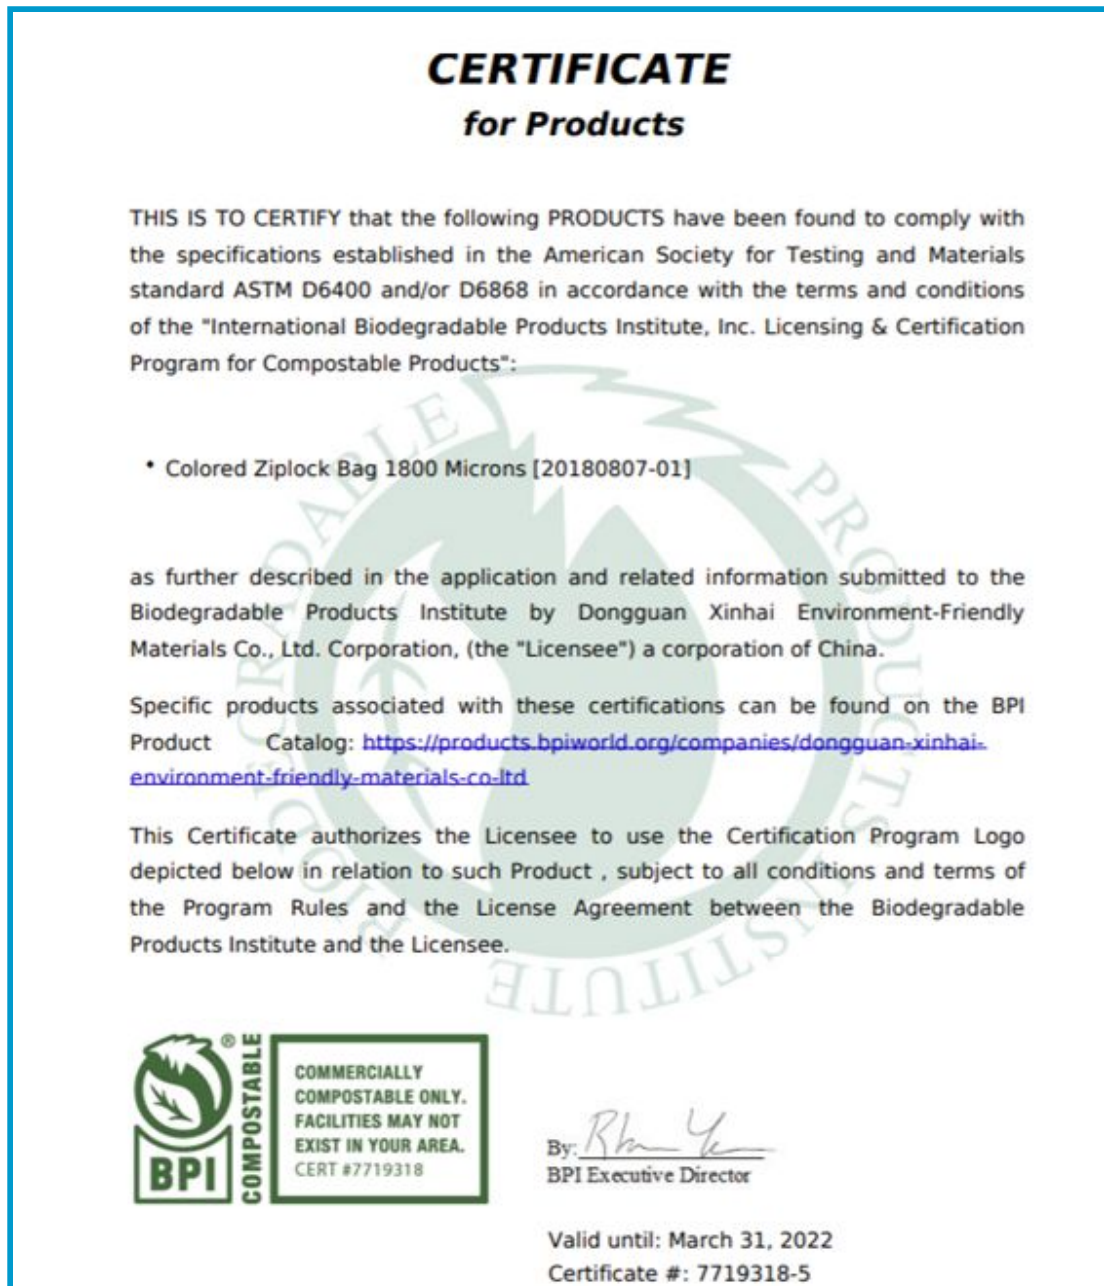 CERTIFICATE
for Products
THIS IS TO CERTIFY that the following PRODUCTS have been found to comply with
the specifications established in the American Society for Testing and Materials
standard ASTM D6400 and/or D6868 in accordance with the terms and conditions
of the "International Biodegradable Products Institute, Inc. Licensing & Certification
Program for Compostable Products":
• Colored Ziplock Bag 1800 Microns [20180807-01]
as further described in the application and related information submitted to the
Biodegradable Products Institute by Dongguan Xinhai Environment-Friendly
Materials Co., Ltd. Corporation, (the "Licensee") a corporation of China.
Specific products associated with these certifications can be found on the BPI
Product Catalog: https://products.bpiworld.org/companies/dongguan-xinhai-
environment-friendly-materials-co-ltd
This Certificate authorizes the Licensee to use the Certification Program Logo
depicted below in relation to such Product , subject to all conditions and terms of
the Program Rules and the License Agreement between the Biodegradable
Products Institute and the Licensee.
BIODEGRADABLE PRODUCTS INSTITUTE
BPI
COMPOSTABLE
®
COMMERCIALLY
COMPOSTABLE ONLY.
FACILITIES MAY NOT
EXIST IN YOUR AREA.
CERT #7719318
By:
BPI Executive Director
Valid until: March 31, 2022
Certificate #: 7719318-5